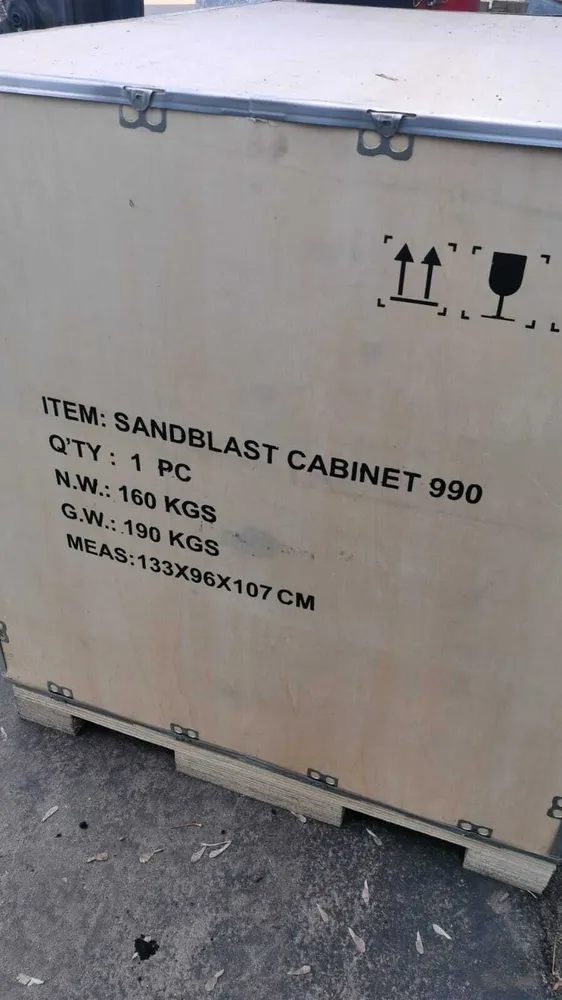 ITEM: SANDBLAST CABINET 990
Q'TY : 1 PC
N.W.: 160 KGS
G.W.: 190 KGS
MEAS:133X96X107 CM